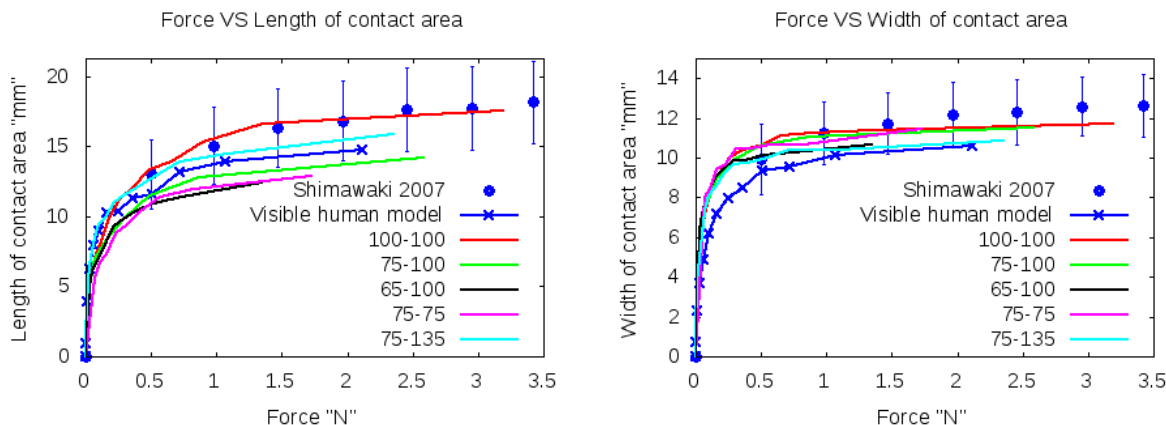 Force VS Length of contact area
Length of contact area "mm"
20
15
10
5
0
Shimawaki 2007
Visible human model
100-100
75-100
65-100
75-75
75-135
0 0.5 1 1.5 2 2.5 3 3.5
Force "N"
Force VS Width of contact area
Width of contact area "mm"
14
12
10
8
6
4
2
0
Shimawaki 2007
Visible human model
100-100
75-100
65-100
75-75
75-135
0 0.5 1 1.5 2 2.5 3 3.5
Force "N"